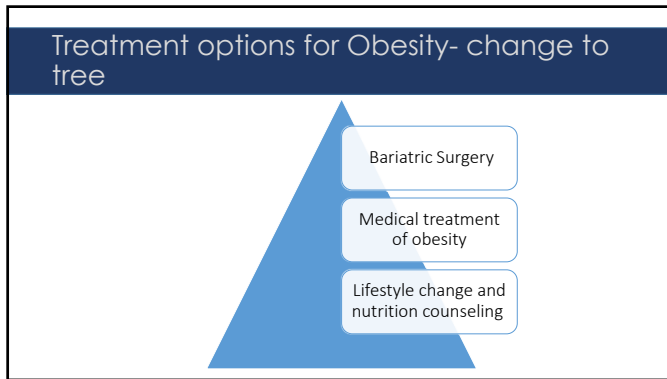 Treatment options for Obesity- change to
tree
Bariatric Surgery
Medical treatment
of obesity
Lifestyle change and
nutrition counseling